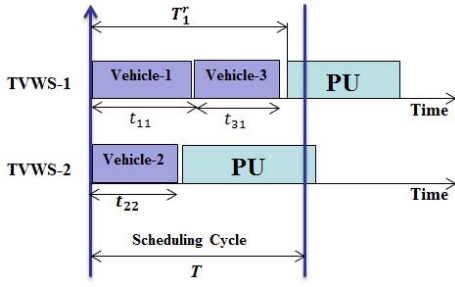 T₁ʳ
TVWS-1
Vehicle-1
Vehicle-3
PU
Time
t₁₁
t₃₁
TVWS-2
Vehicle-2
PU
Time
t₂₂
Scheduling Cycle
T